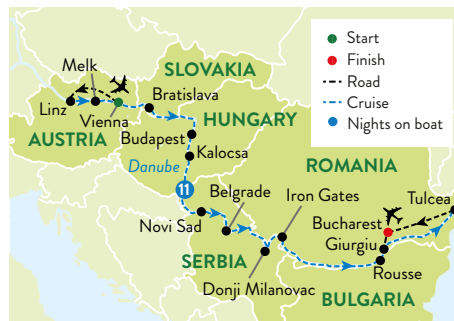 Start
Finish
Road
Cruise
Nights on boat
SLOVAKIA
Melk
Linz
Vienna
Bratislava
AUSTRIA
HUNGARY
Budapest
Danube
Kalocsa
ROMANIA
11
Belgrade
Iron Gates
Tulcea
Bucharest
Novi Sad
Giurgiu
SERBIA
Rousse
Donji Milanovac
BULGARIA